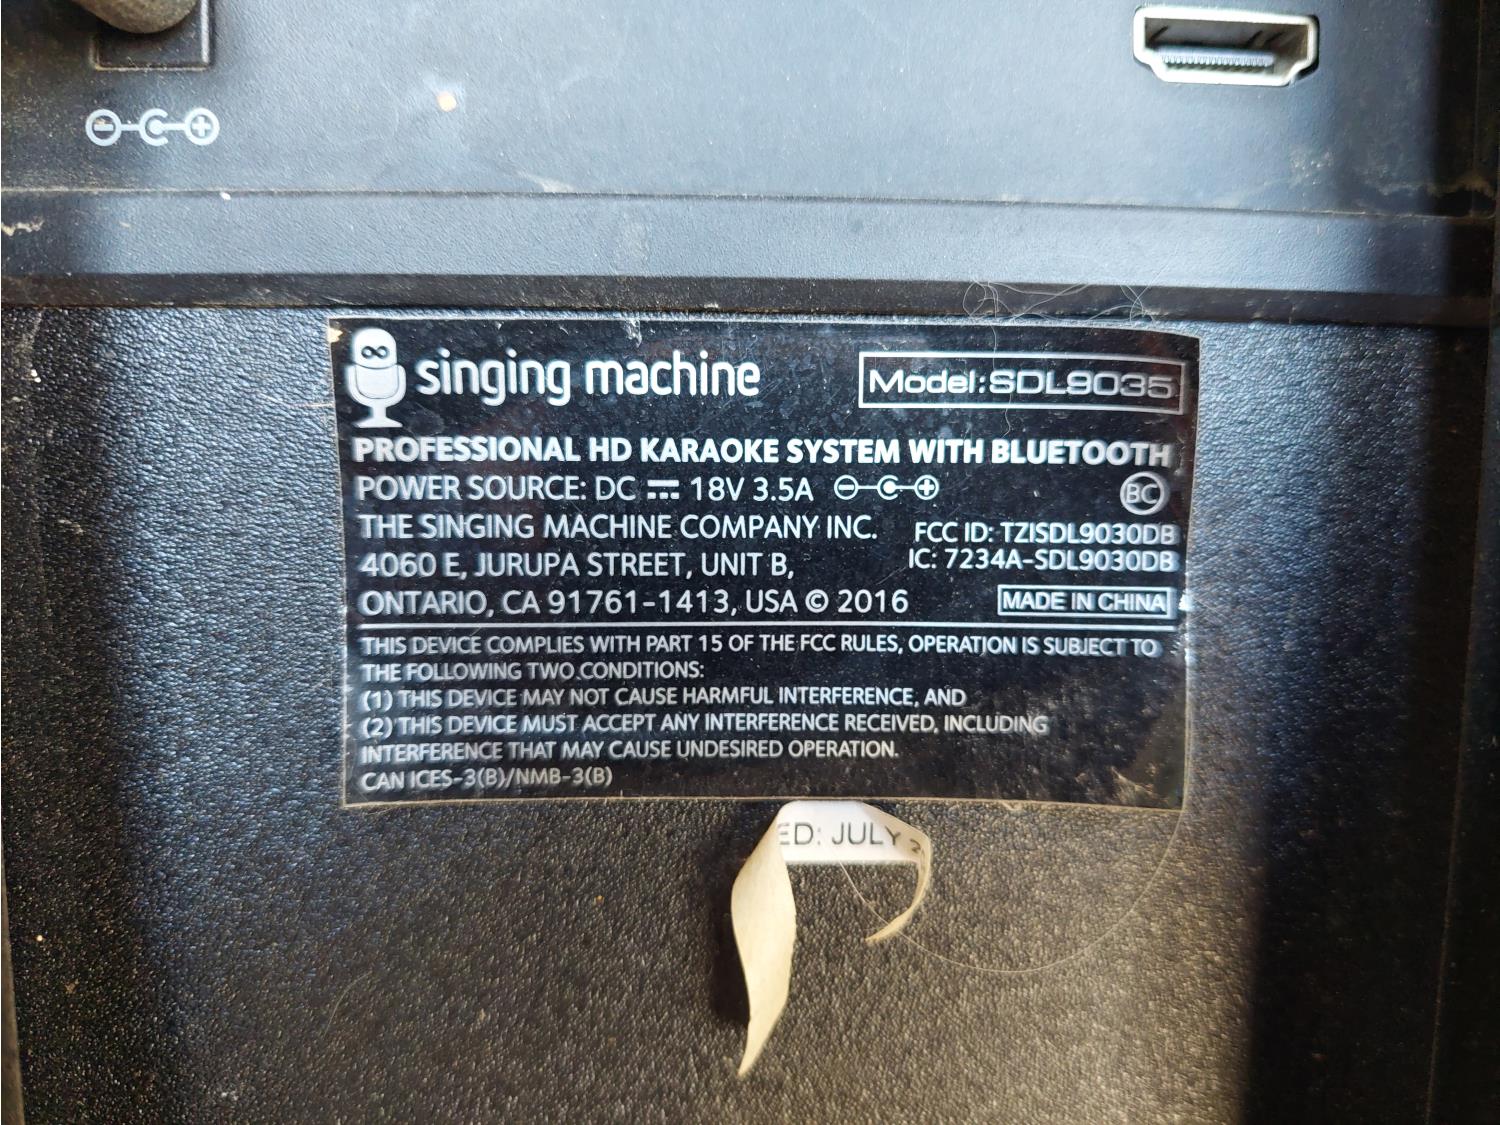 singing machine
Model:SDL9035
PROFESSIONAL HD KARAOKE SYSTEM WITH BLUETOOTH
POWER SOURCE: DC 18V 3.5A
BC
THE SINGING MACHINE COMPANY INC.
FCC ID: TZISDL9030DB
4060 E, JURUPA STREET, UNIT B,
IC: 7234A-SDL9030DB
ONTARIO, CA 91761-1413, USA © 2016
MADE IN CHINA
THIS DEVICE COMPLIES WITH PART 15 OF THE FCC RULES, OPERATION IS SUBJECT TO
THE FOLLOWING TWO CONDITIONS:
(1) THIS DEVICE MAY NOT CAUSE HARMFUL INTERFERENCE, AND
(2) THIS DEVICE MUST ACCEPT ANY INTERFERENCE RECEIVED, INCLUDING
INTERFERENCE THAT MAY CAUSE UNDESIRED OPERATION.
CAN ICES-3(B)/NMB-3(B)
ED: JULY